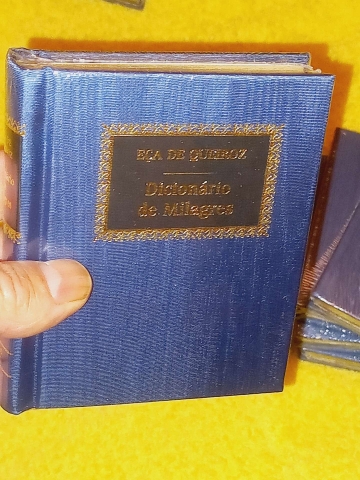 EÇA DE QUEIROZ
Dicionário
de Milagres